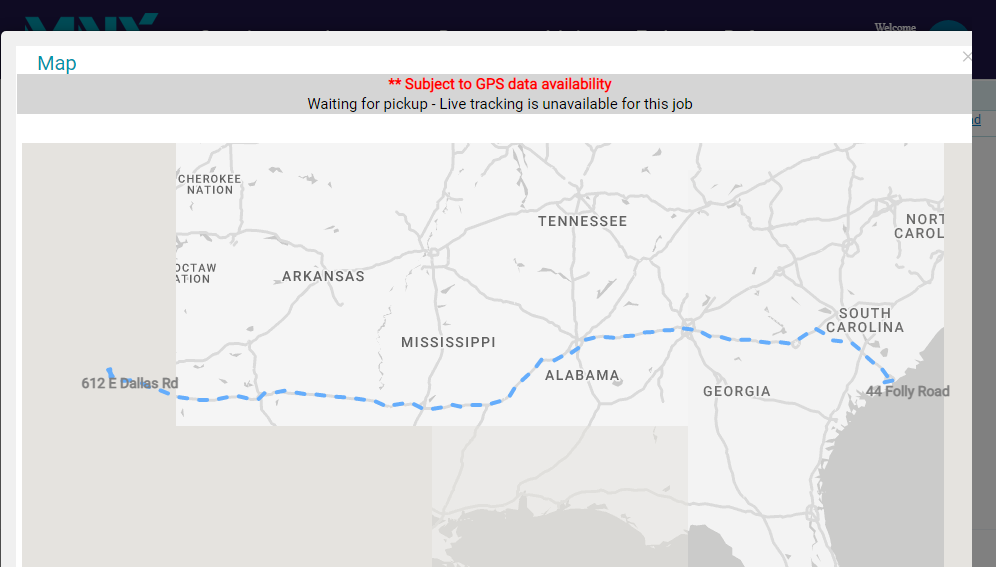 MNX
Welcome
Map
×
** Subject to GPS data availability
Waiting for pickup - Live tracking is unavailable for this job
CHEROKEE
NATION
TENNESSEE
NORT
CAROL
OCTAW
ATION
ARKANSAS
SOUTH
CAROLINA
MISSISSIPPI
ALABAMA
612 E Dallas Rd
GEORGIA
44 Folly Road